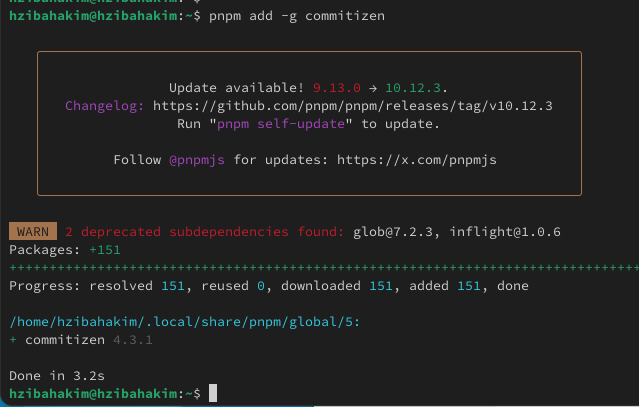 hzibahakim@hzibahakim:~$ pnpm add -g commitizen
Update available! 9.13.0 → 10.12.3.
Changelog: https://github.com/pnpm/pnpm/releases/tag/v10.12.3
Run "pnpm self-update" to update.
Follow @pnpmjs for updates: https://x.com/pnpmjs
WARN 2 deprecated subdependencies found: glob@7.2.3, inflight@1.0.6
Packages: +151
++++++++++++++++++++++++++++++++++++++++++++++++++++++++++++++++++++++++++++++
Progress: resolved 151, reused 0, downloaded 151, added 151, done
/home/hzibahakim/.local/share/pnpm/global/5:
+ commitizen 4.3.1
Done in 3.2s
hzibahakim@hzibahakim:~$